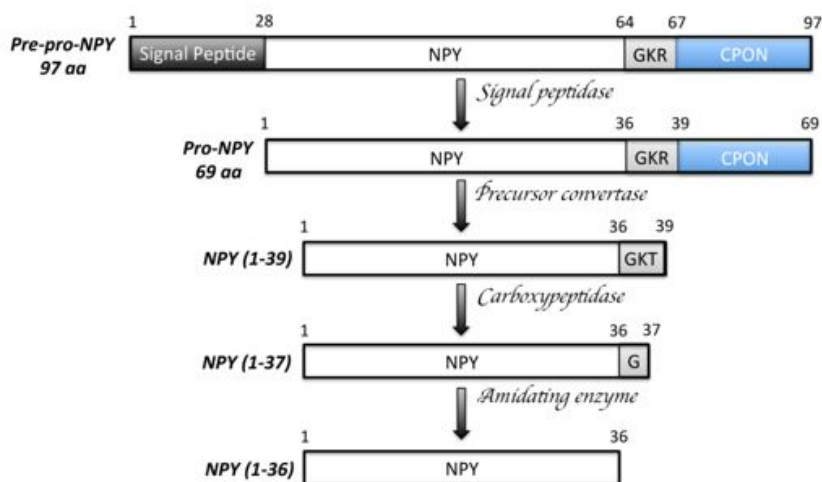 1 28 64 67 97
Pre-pro-NPY Signal Peptide NPY GKR CPON
97 aa
Signal peptidase
1 36 39 69
Pro-NPY NPY GKR CPON
69 aa
Precursor convertase
1 36 39
NPY (1-39) NPY GKT
Carboxypeptidase
1 36 37
NPY (1-37) NPY G
Amidating enzyme
1 36
NPY (1-36) NPY